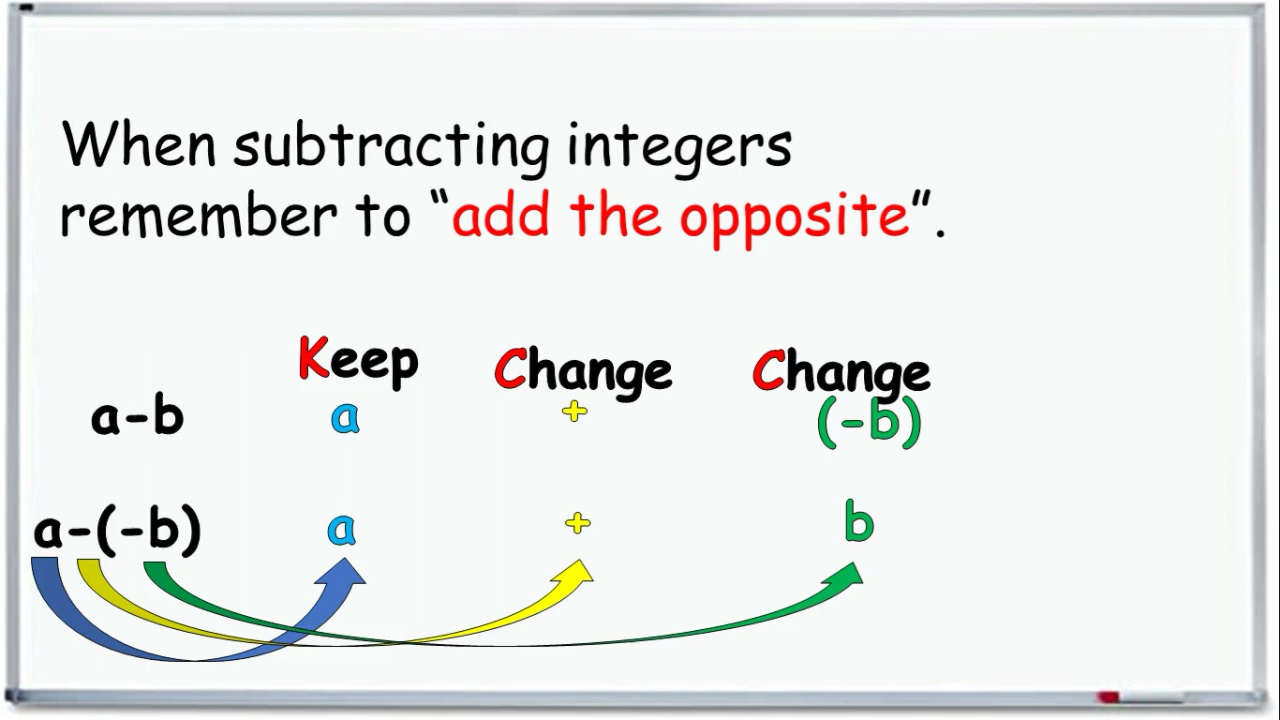 When subtracting integers
remember to “add the opposite”.
Keep Change Change
a-b a + (-b)
a-(-b) a + b